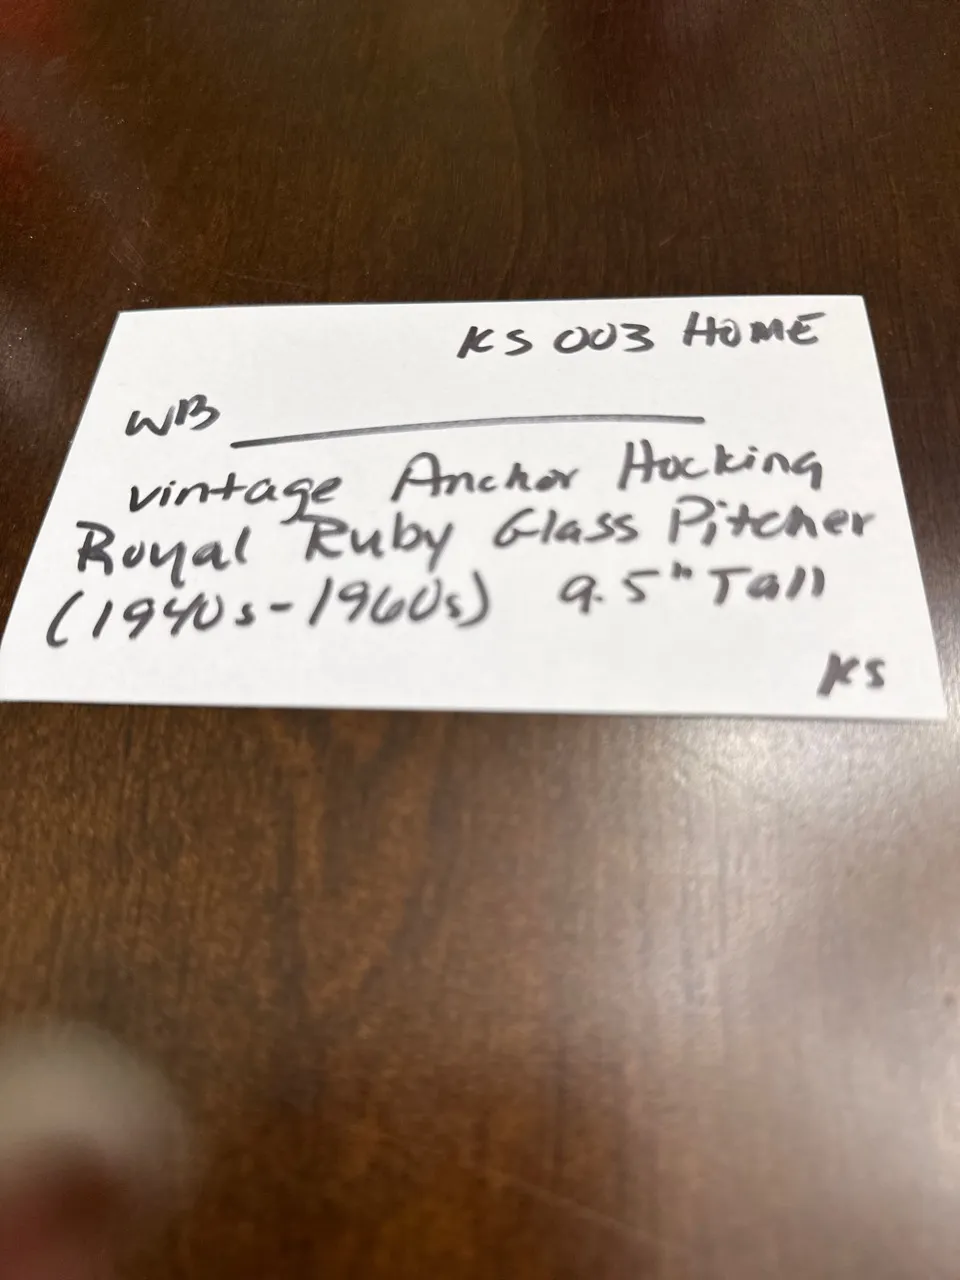 KS 003 HOME
WB
vintage Anchor Hocking
Royal Ruby Glass Pitcher
(1940s-1960s) 9.5" Tall
KS